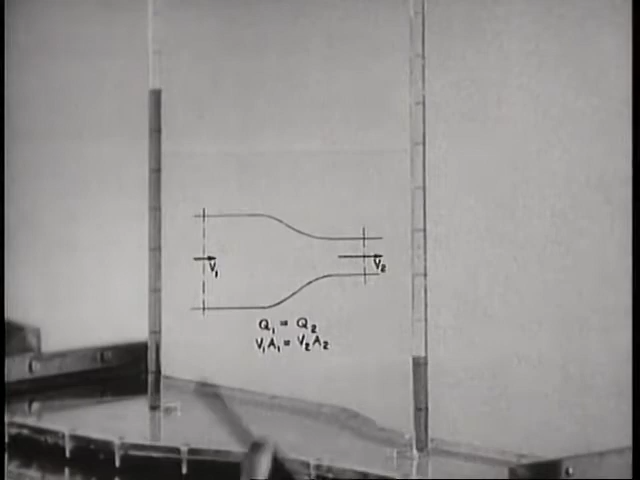 V₁ V₂
Q₁ = Q₂
V₁A₁ = V₂A₂